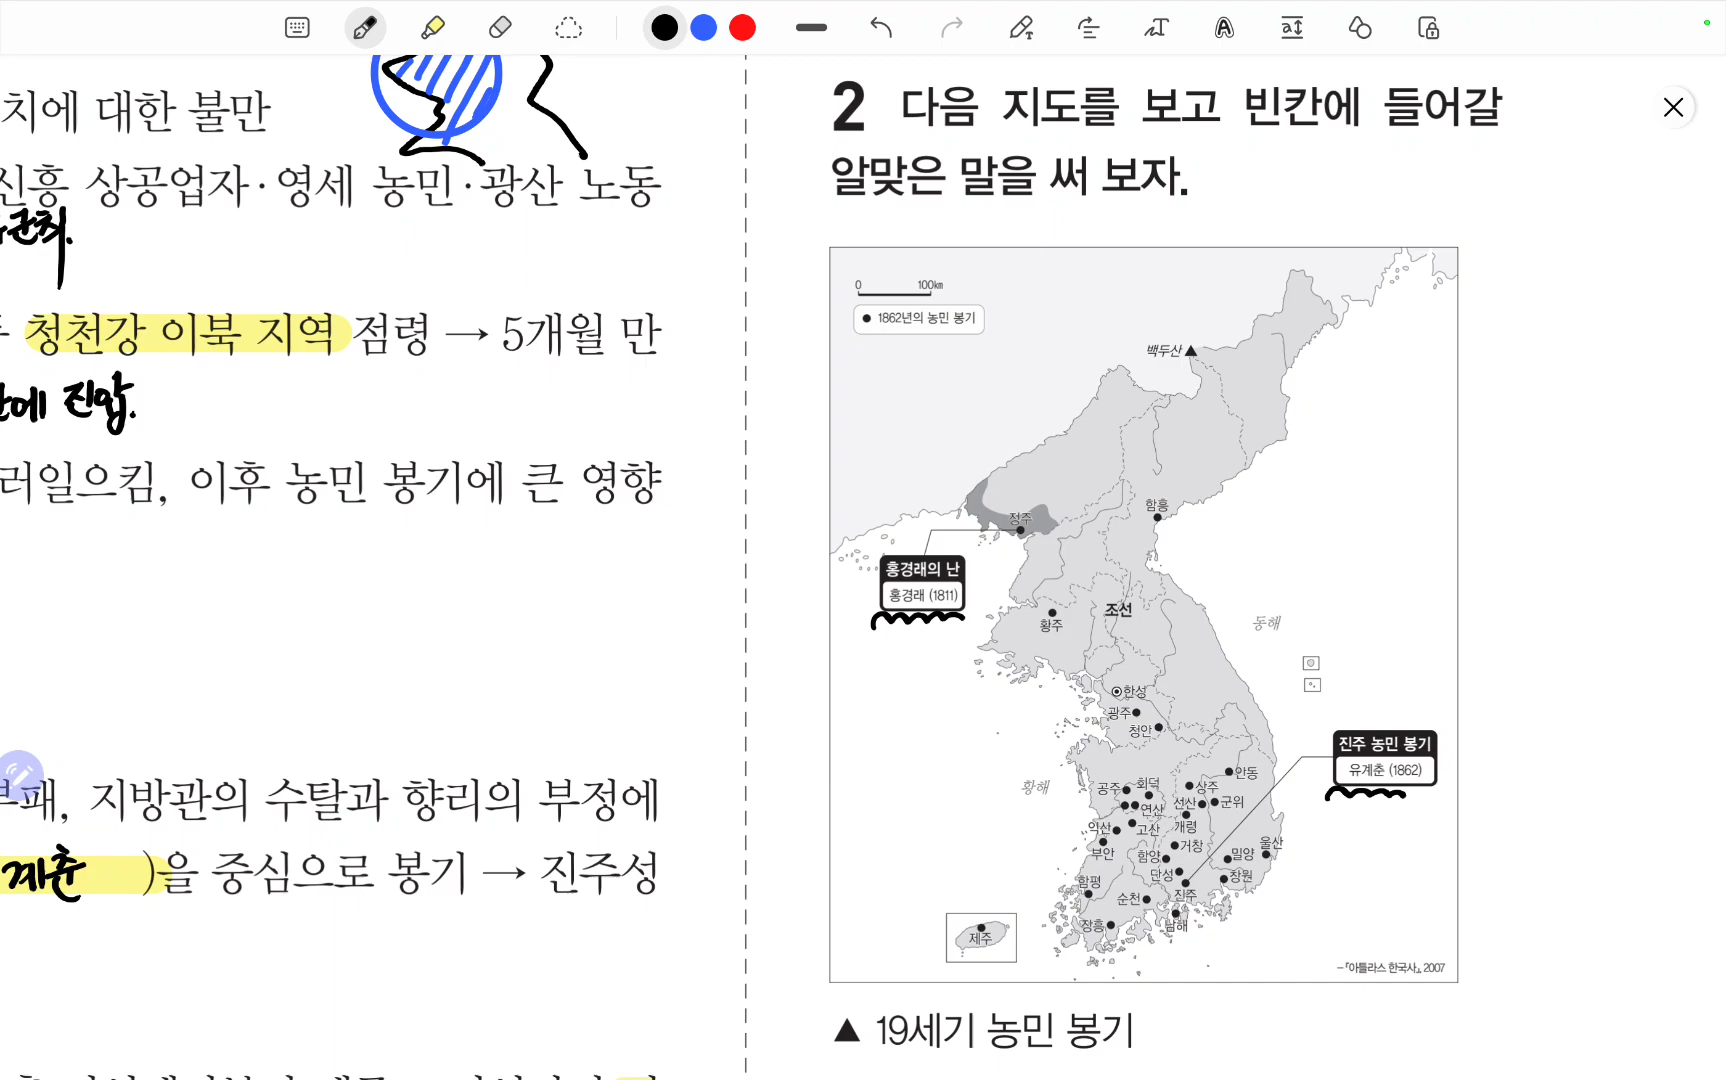 치에 대한 불만
신흥 상공업자·영세 농민·광산 노동
청천강 이북 지역 점령 → 5개월 만
만에 진압.
러일으킴, 이후 농민 봉기에 큰 영향
부패, 지방관의 수탈과 향리의 부정에
계춘 )을 중심으로 봉기 → 진주성
2 다음 지도를 보고 빈칸에 들어갈
알맞은 말을 써 보자.
0 100km
● 1862년의 농민 봉기
백두산
함흥
정주
홍경래의 난
홍경래 (1811)
황주
조선
동해
한성
광주
청안
진주 농민 봉기
유계춘 (1862)
황해
안동
공주 회덕 상주
연산 선산 군위
익산 고산 개령
부안 거창 울산
함양 밀양
단성 창원
함평
순천 진주
장흥 남해
제주
-『아틀라스 한국사』, 2007
▲ 19세기 농민 봉기